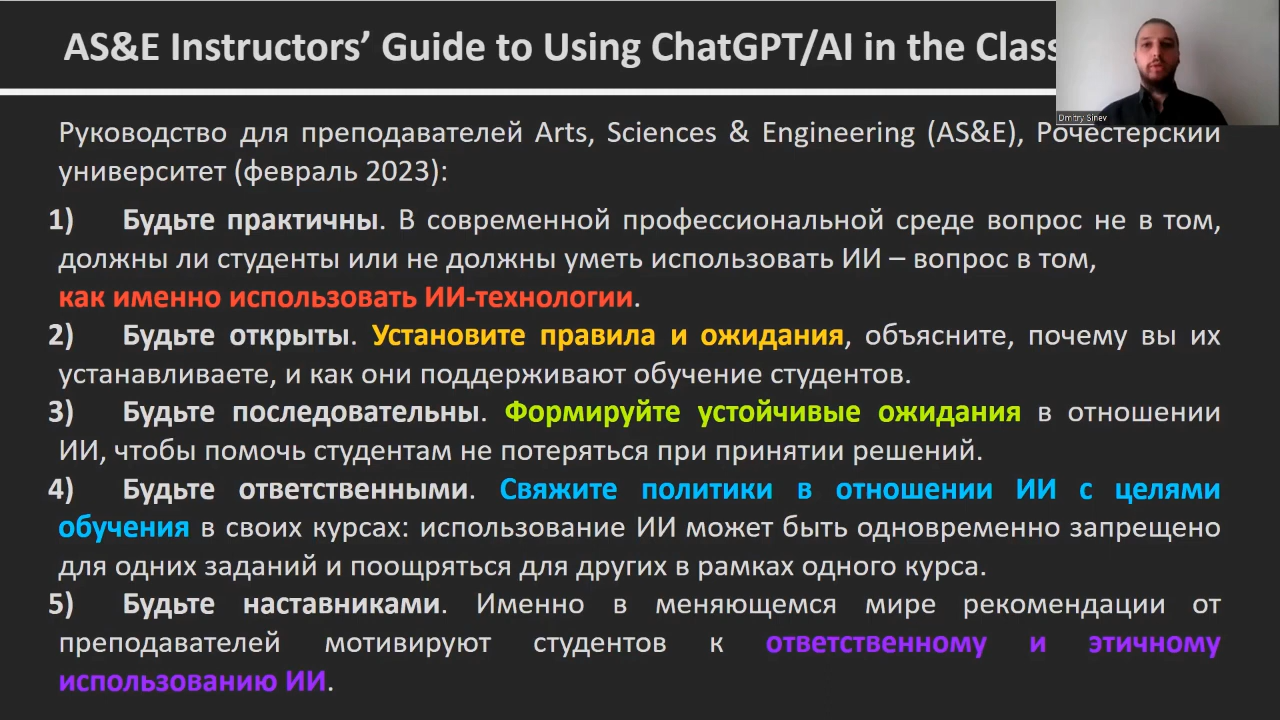 AS&E Instructors’ Guide to Using ChatGPT/AI in the Class
Dmitry Sinev
Руководство для преподавателей Arts, Sciences & Engineering (AS&E), Рочестерский
университет (февраль 2023):
1) Будьте практичны. В современной профессиональной среде вопрос не в том,
должны ли студенты или не должны уметь использовать ИИ – вопрос в том,
как именно использовать ИИ-технологии.
2) Будьте открыты. Установите правила и ожидания, объясните, почему вы их
устанавливаете, и как они поддерживают обучение студентов.
3) Будьте последовательны. Формируйте устойчивые ожидания в отношении
ИИ, чтобы помочь студентам не потеряться при принятии решений.
4) Будьте ответственными. Свяжите политики в отношении ИИ с целями
обучения в своих курсах: использование ИИ может быть одновременно запрещено
для одних заданий и поощряться для других в рамках одного курса.
5) Будьте наставниками. Именно в меняющемся мире рекомендации от
преподавателей мотивируют студентов к ответственному и этичному
использованию ИИ.